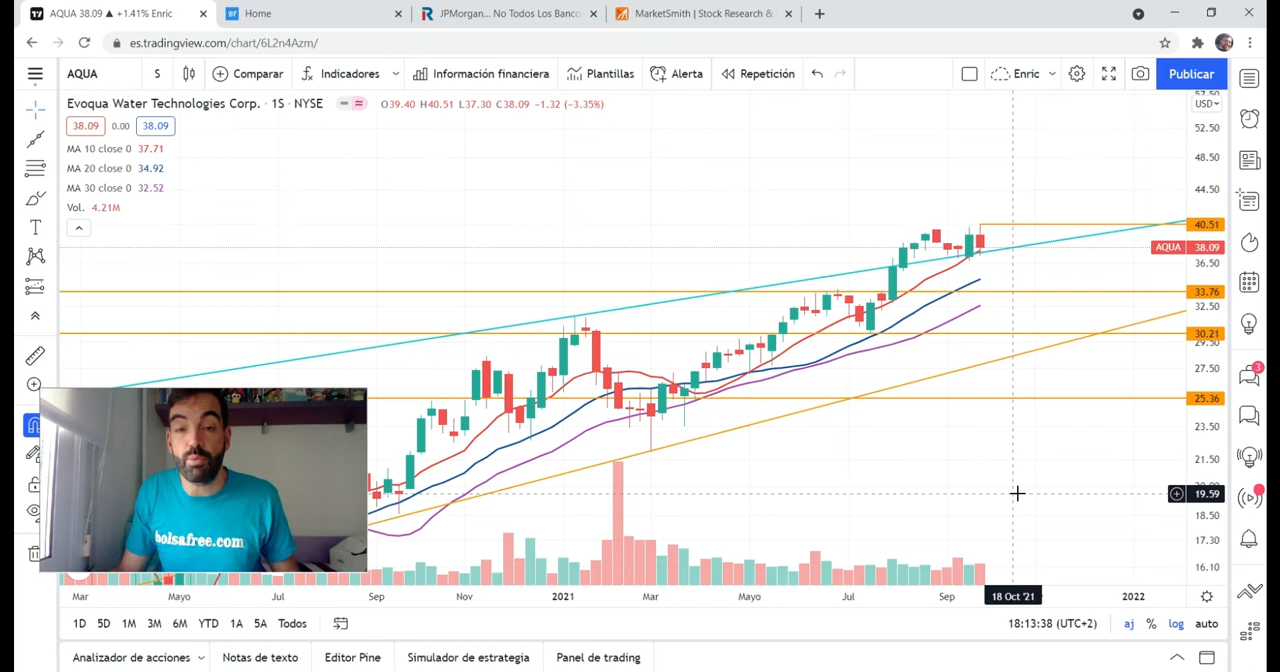 AQUA 38.09 ▲ +1.41% Enric
Home
JPMorgan... No Todos Los Banco
MarketSmith | Stock Research &
es.tradingview.com/chart/6L2n4Azm/
AQUA
S
Comparar
Indicadores
Información financiera
Plantillas
Alerta
Repetición
Enric
Publicar
Evoqua Water Technologies Corp. · 1S · NYSE
O39.40 H40.51 L37.30 C38.09 −1.32 (−3.35%)
38.09 0.00 38.09
MA 10 close 0 37.71
MA 20 close 0 34.92
MA 30 close 0 32.52
Vol. 4.21M
57.50
USD
52.50
48.50
44.50
40.51
AQUA 38.09
36.50
33.76
32.50
30.21
29.50
27.50
25.36
23.50
21.50
19.59
18.50
17.30
16.10
3
bolsafree.com
Mar
Mayo
Jul
Sep
Nov
2021
Mar
Mayo
Jul
Sep
18 Oct '21
2022
1D 5D 1M 3M 6M YTD 1A 5A Todos
18:13:38 (UTC+2)
aj % log auto
Analizador de acciones
Notas de texto
Editor Pine
Simulador de estrategia
Panel de trading